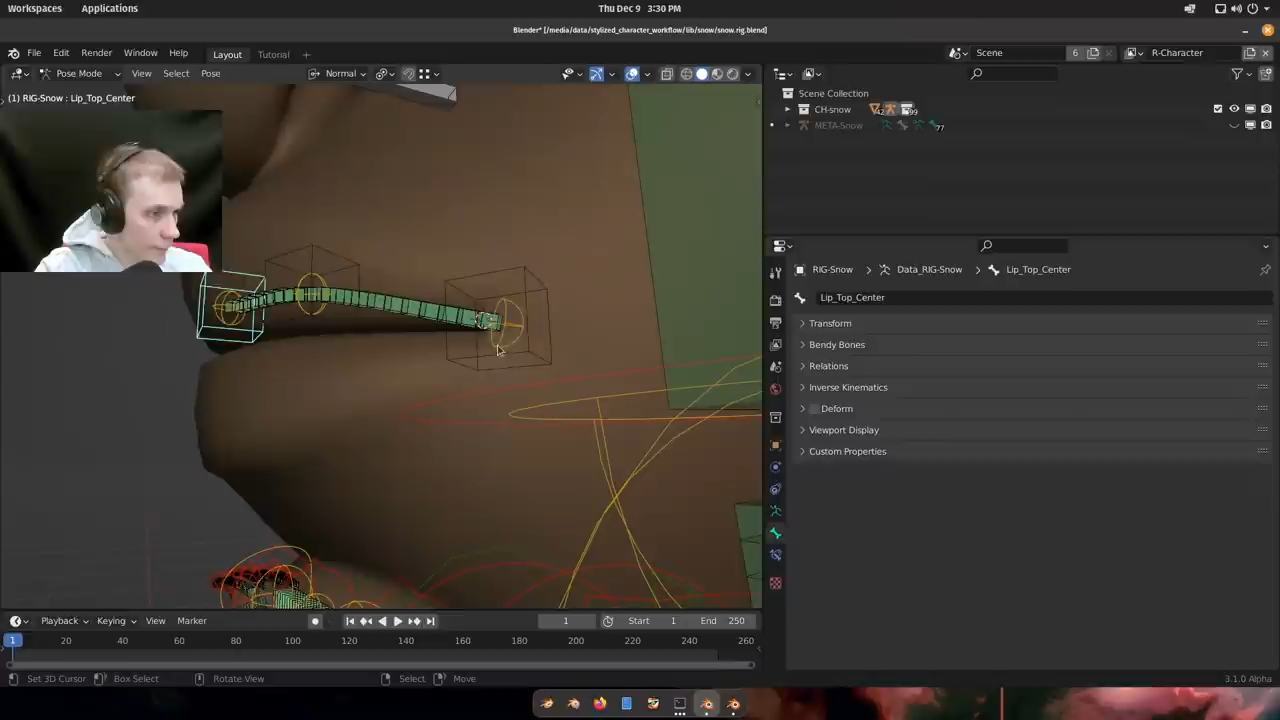 Workspaces Applications Thu Dec 9 3:30 PM
Blender* [/media/data/stylized_character_workflow/lib/snow/snow.rig.blend]
File Edit Render Window Help Layout Tutorial + Scene 6 R-Character
Pose Mode View Select Pose Normal
(1) RIG-Snow : Lip_Top_Center
Scene Collection
CH-snow 42 99
META-Snow 77
RIG-Snow Data_RIG-Snow Lip_Top_Center
Lip_Top_Center
Transform
Bendy Bones
Relations
Inverse Kinematics
Deform
Viewport Display
Custom Properties
Playback Keying View Marker 1 Start 1 End 250
1 20 40 60 80 100 120 140 160 180 200 220 240 260
Set 3D Cursor Box Select Rotate View Select Move 3.1.0 Alpha